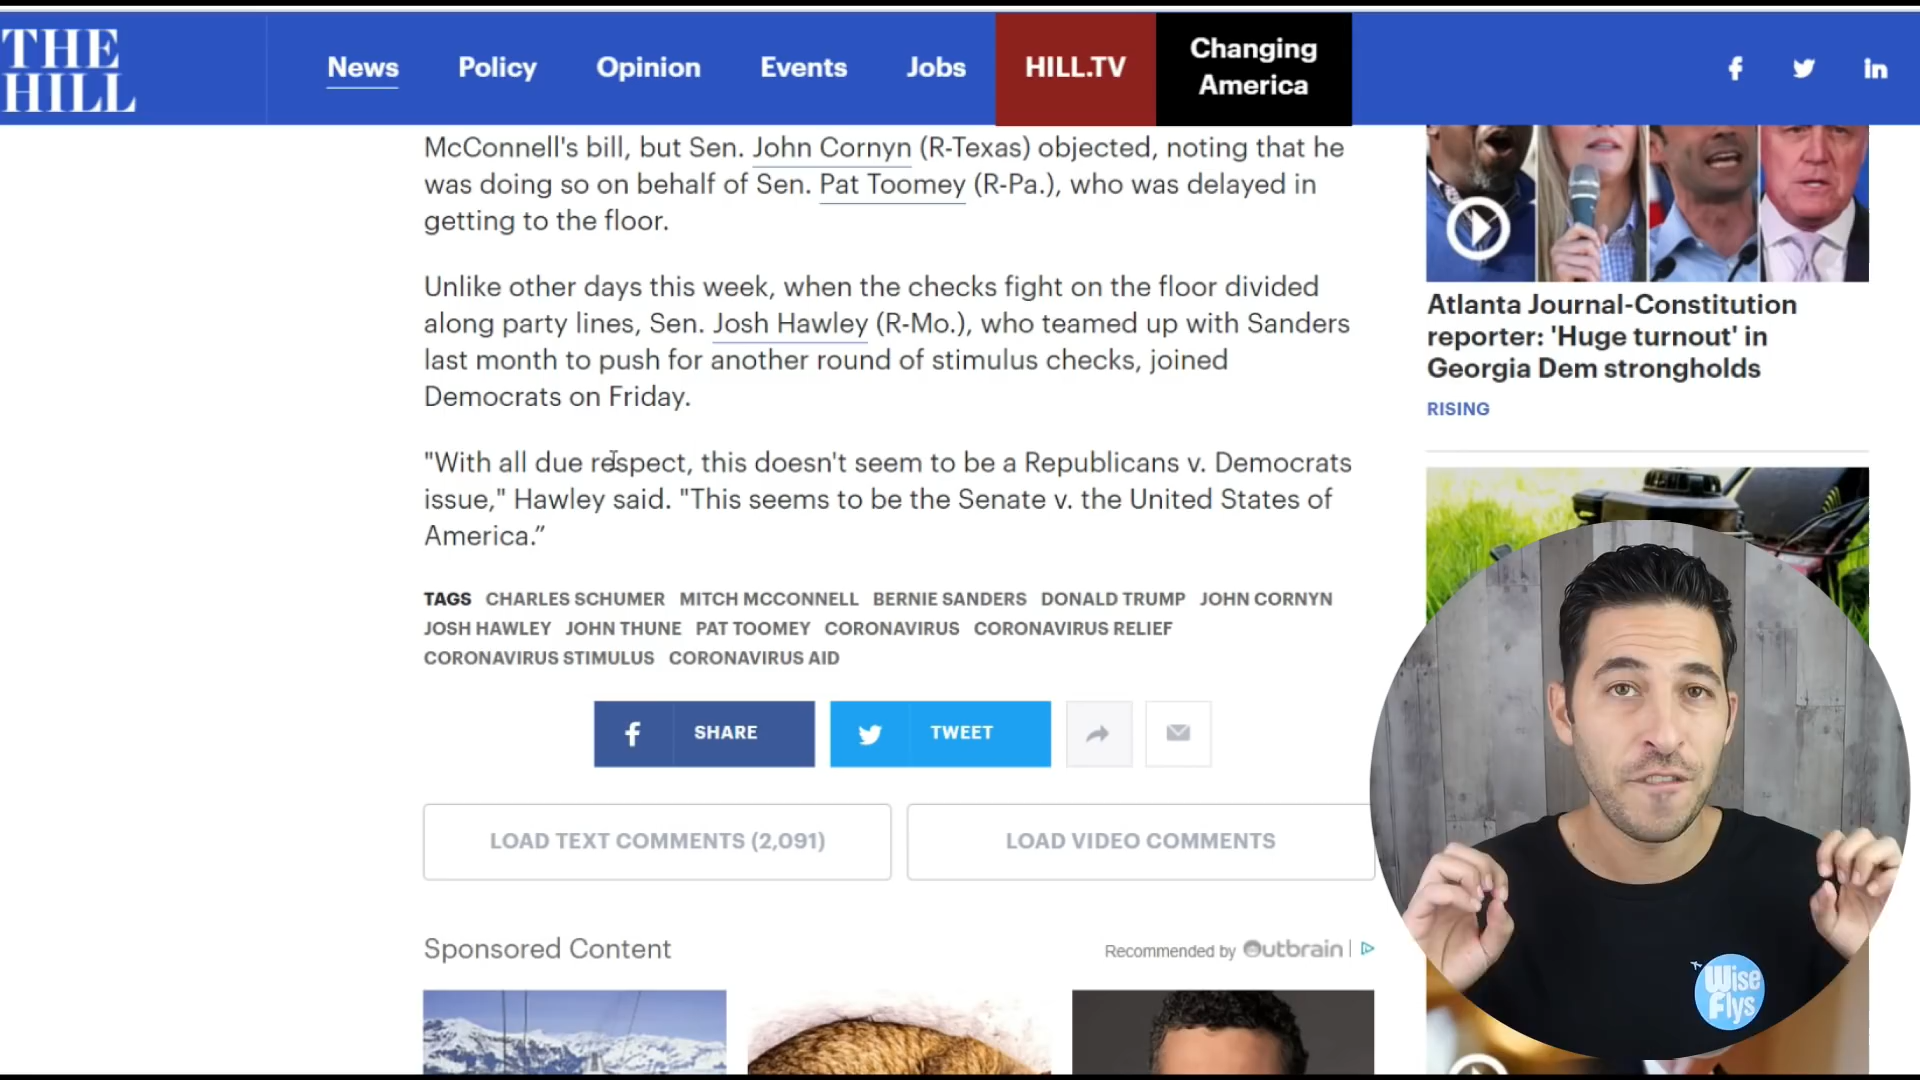 THE
HILL
News
Policy
Opinion
Events
Jobs
HILL.TV
Changing
America
McConnell's bill, but Sen. John Cornyn (R-Texas) objected, noting that he
was doing so on behalf of Sen. Pat Toomey (R-Pa.), who was delayed in
getting to the floor.
Unlike other days this week, when the checks fight on the floor divided
along party lines, Sen. Josh Hawley (R-Mo.), who teamed up with Sanders
last month to push for another round of stimulus checks, joined
Democrats on Friday.
"With all due respect, this doesn't seem to be a Republicans v. Democrats
issue," Hawley said. "This seems to be the Senate v. the United States of
America.”
TAGS CHARLES SCHUMER MITCH MCCONNELL BERNIE SANDERS DONALD TRUMP JOHN CORNYN
JOSH HAWLEY JOHN THUNE PAT TOOMEY CORONAVIRUS CORONAVIRUS RELIEF
CORONAVIRUS STIMULUS CORONAVIRUS AID
SHARE
TWEET
LOAD TEXT COMMENTS (2,091)
LOAD VIDEO COMMENTS
Sponsored Content
Recommended by Outbrain
Atlanta Journal-Constitution
reporter: 'Huge turnout' in
Georgia Dem strongholds
RISING
Wise
Flys